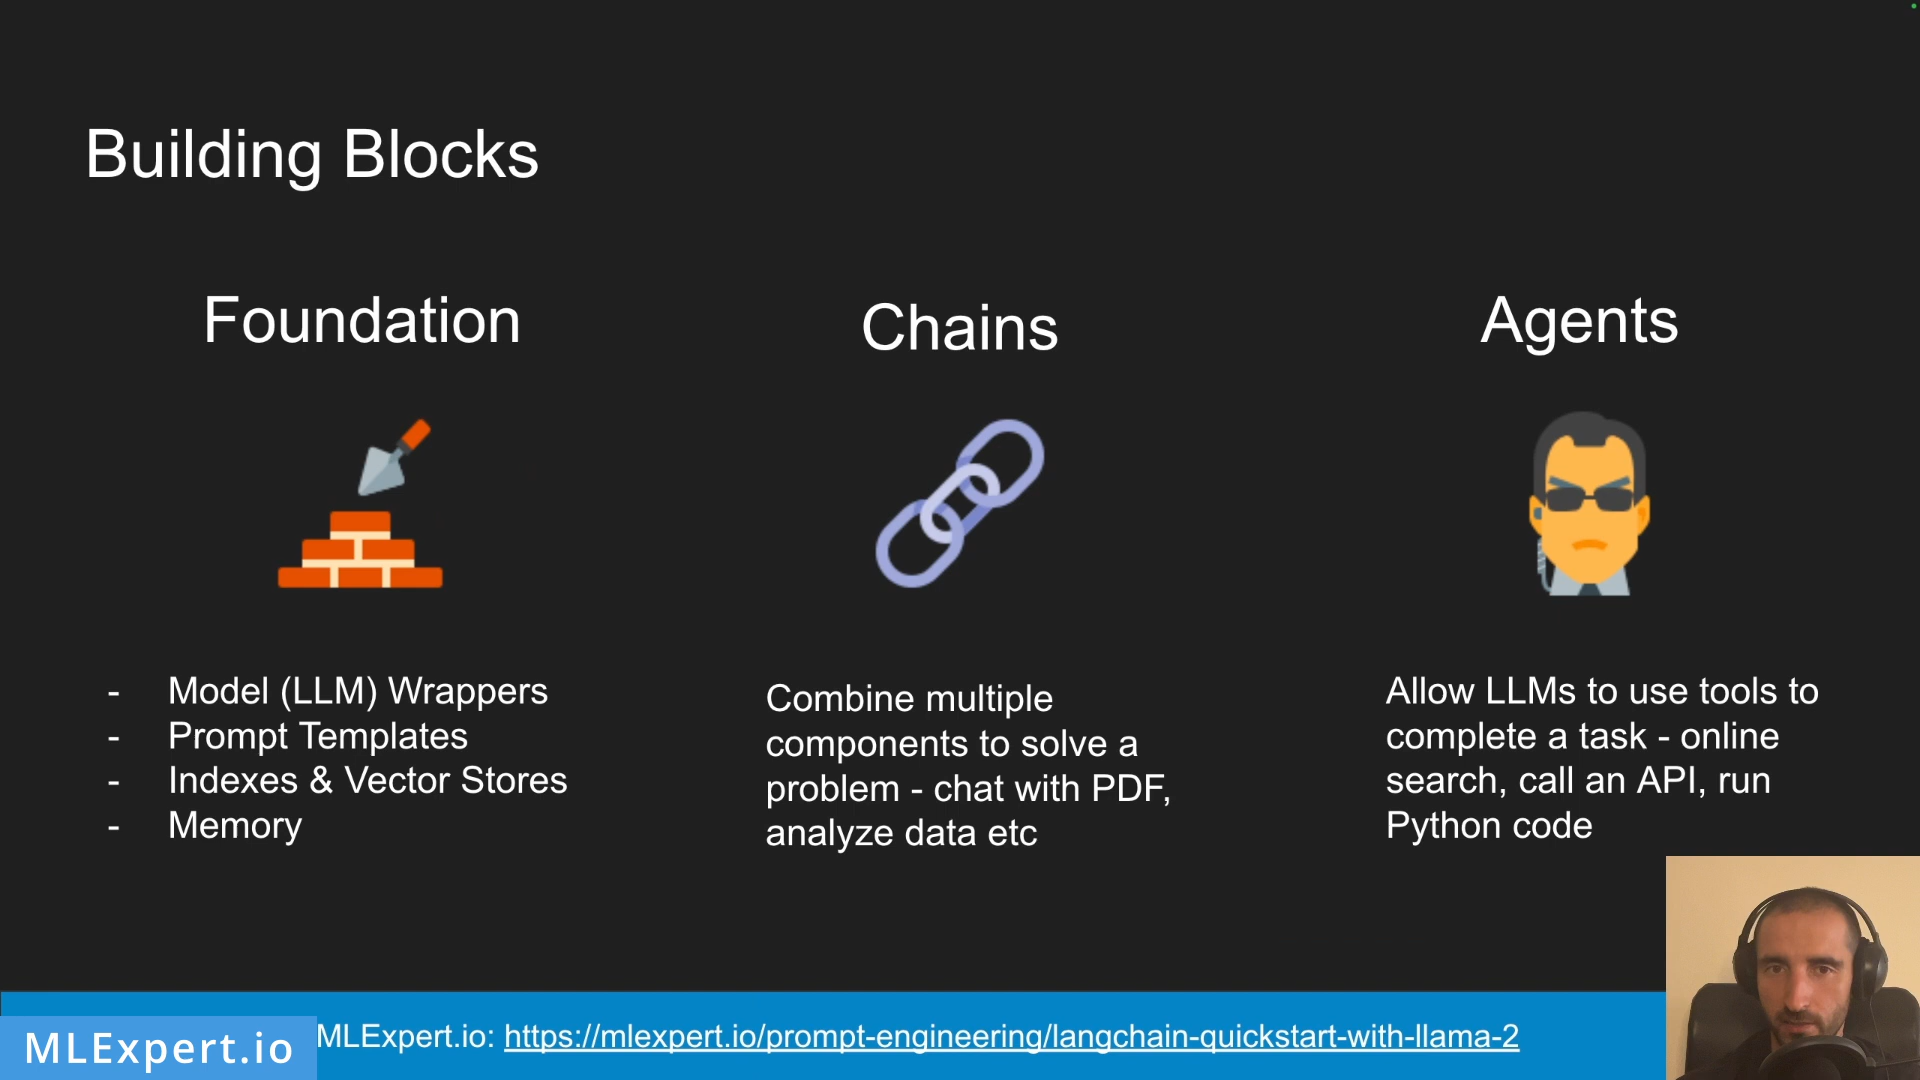 Building Blocks
Foundation
Chains
Agents
- Model (LLM) Wrappers
- Prompt Templates
- Indexes & Vector Stores
- Memory
Combine multiple
components to solve a
problem - chat with PDF,
analyze data etc
Allow LLMs to use tools to
complete a task - online
search, call an API, run
Python code
MLExpert.io
MLExpert.io: https://mlexpert.io/prompt-engineering/langchain-quickstart-with-llama-2